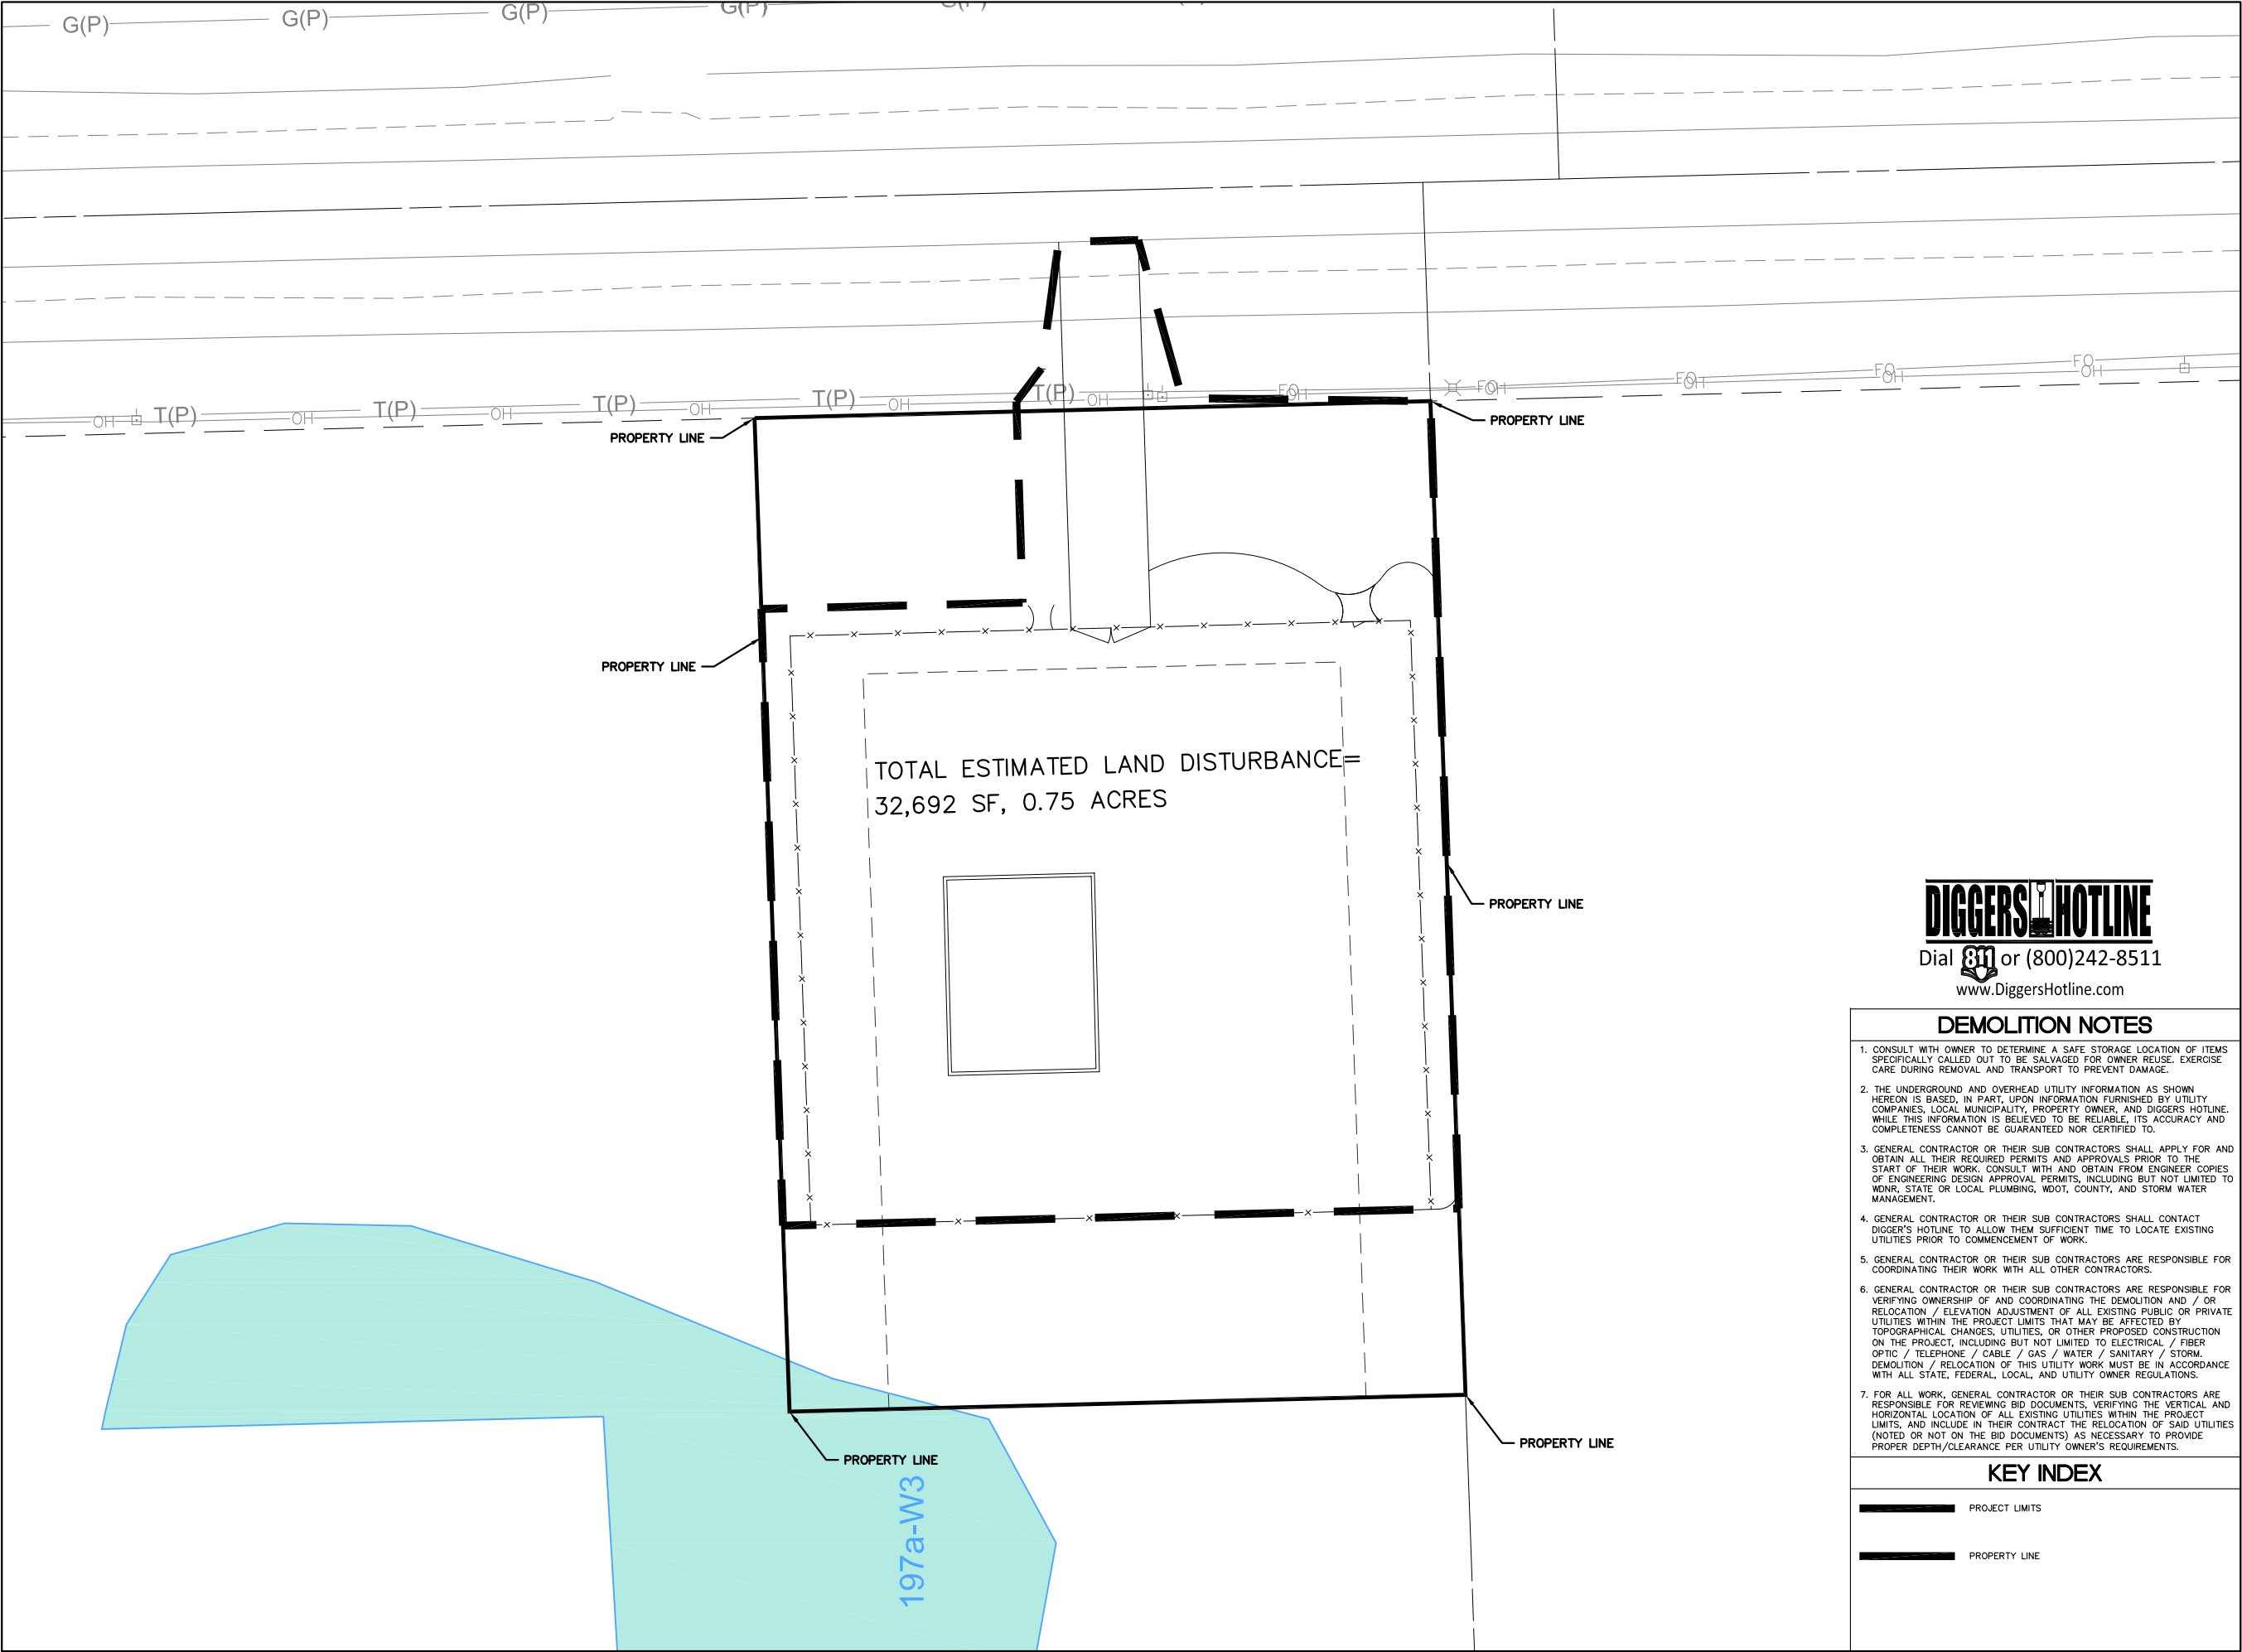 G(P) G(P) G(P) G(P) G(P)
FO FO FO FO FO
OH T(P) OH T(P) OH T(P) OH T(P) OH T(P) OH OH OH OH OH OH
PROPERTY LINE
PROPERTY LINE
PROPERTY LINE
TOTAL ESTIMATED LAND DISTURBANCE=
32,692 SF, 0.75 ACRES
PROPERTY LINE
PROPERTY LINE
PROPERTY LINE
197a-W3
DIGGERS HOTLINE
Dial 811 or (800)242-8511
www.DiggersHotline.com
DEMOLITION NOTES
1. CONSULT WITH OWNER TO DETERMINE A SAFE STORAGE LOCATION OF ITEMS
SPECIFICALLY CALLED OUT TO BE SALVAGED FOR OWNER REUSE. EXERCISE
CARE DURING REMOVAL AND TRANSPORT TO PREVENT DAMAGE.
2. THE UNDERGROUND AND OVERHEAD UTILITY INFORMATION AS SHOWN
HEREON IS BASED, IN PART, UPON INFORMATION FURNISHED BY UTILITY
COMPANIES, LOCAL MUNICIPALITY, PROPERTY OWNER, AND DIGGERS HOTLINE.
WHILE THIS INFORMATION IS BELIEVED TO BE RELIABLE, ITS ACCURACY AND
COMPLETENESS CANNOT BE GUARANTEED NOR CERTIFIED TO.
3. GENERAL CONTRACTOR OR THEIR SUB CONTRACTORS SHALL APPLY FOR AND
OBTAIN ALL THEIR REQUIRED PERMITS AND APPROVALS PRIOR TO THE
START OF THEIR WORK. CONSULT WITH AND OBTAIN FROM ENGINEER COPIES
OF ENGINEERING DESIGN APPROVAL PERMITS, INCLUDING BUT NOT LIMITED TO
WDNR, STATE OR LOCAL PLUMBING, WDOT, COUNTY, AND STORM WATER
MANAGEMENT.
4. GENERAL CONTRACTOR OR THEIR SUB CONTRACTORS SHALL CONTACT
DIGGER'S HOTLINE TO ALLOW THEM SUFFICIENT TIME TO LOCATE EXISTING
UTILITIES PRIOR TO COMMENCEMENT OF WORK.
5. GENERAL CONTRACTOR OR THEIR SUB CONTRACTORS ARE RESPONSIBLE FOR
COORDINATING THEIR WORK WITH ALL OTHER CONTRACTORS.
6. GENERAL CONTRACTOR OR THEIR SUB CONTRACTORS ARE RESPONSIBLE FOR
VERIFYING OWNERSHIP OF AND COORDINATING THE DEMOLITION AND / OR
RELOCATION / ELEVATION ADJUSTMENT OF ALL EXISTING PUBLIC OR PRIVATE
UTILITIES WITHIN THE PROJECT LIMITS THAT MAY BE AFFECTED BY
TOPOGRAPHICAL CHANGES, UTILITIES, OR OTHER PROPOSED CONSTRUCTION
ON THE PROJECT, INCLUDING BUT NOT LIMITED TO ELECTRICAL / FIBER
OPTIC / TELEPHONE / CABLE / GAS / WATER / SANITARY / STORM.
DEMOLITION / RELOCATION OF THIS UTILITY WORK MUST BE IN ACCORDANCE
WITH ALL STATE, FEDERAL, LOCAL, AND UTILITY OWNER REGULATIONS.
7. FOR ALL WORK, GENERAL CONTRACTOR OR THEIR SUB CONTRACTORS ARE
RESPONSIBLE FOR REVIEWING BID DOCUMENTS, VERIFYING THE VERTICAL AND
HORIZONTAL LOCATION OF ALL EXISTING UTILITIES WITHIN THE PROJECT
LIMITS, AND INCLUDE IN THEIR CONTRACT THE RELOCATION OF SAID UTILITIES
(NOTED OR NOT ON THE BID DOCUMENTS) AS NECESSARY TO PROVIDE
PROPER DEPTH/CLEARANCE PER UTILITY OWNER'S REQUIREMENTS.
KEY INDEX
PROJECT LIMITS
PROPERTY LINE